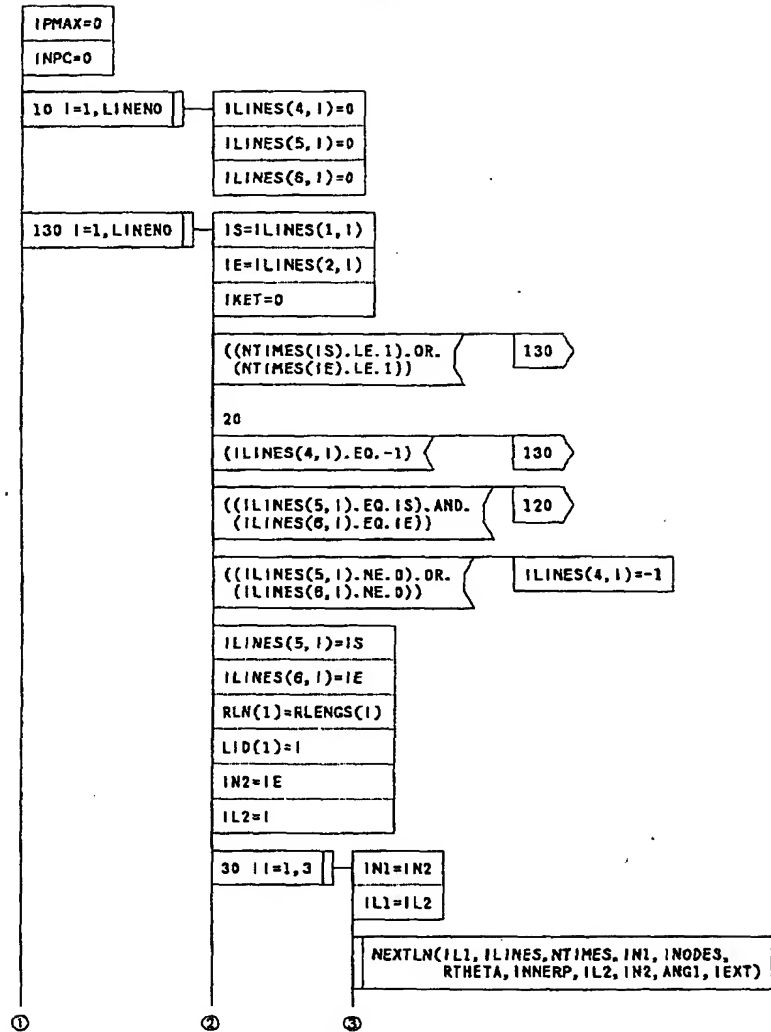 IPMAX=0
INPC=0
10 I=1,LINENO
ILINES(4,I)=0
ILINES(5,I)=0
ILINES(6,I)=0
130 I=1,LINENO
IS=ILINES(1,I)
IE=ILINES(2,I)
IKET=0
((NTIMES(IS).LE.1).OR.
(NTIMES(IE).LE.1))
130
20
(ILINES(4,I).EQ.-1)
130
((ILINES(5,I).EQ.IS).AND.
(ILINES(6,I).EQ.IE))
120
((ILINES(5,I).NE.0).OR.
(ILINES(6,I).NE.0))
ILINES(4,I)=-1
ILINES(5,I)=IS
ILINES(6,I)=IE
RLN(1)=RLENGS(I)
LID(1)=I
IN2=IE
IL2=I
30 II=1,3
IN1=IN2
IL1=IL2
NEXTLN(IL1,ILINES,NTIMES,IN1,INODES,
RTHETA,INNERP,IL2,IN2,ANG1,IEXT)
① ② ③